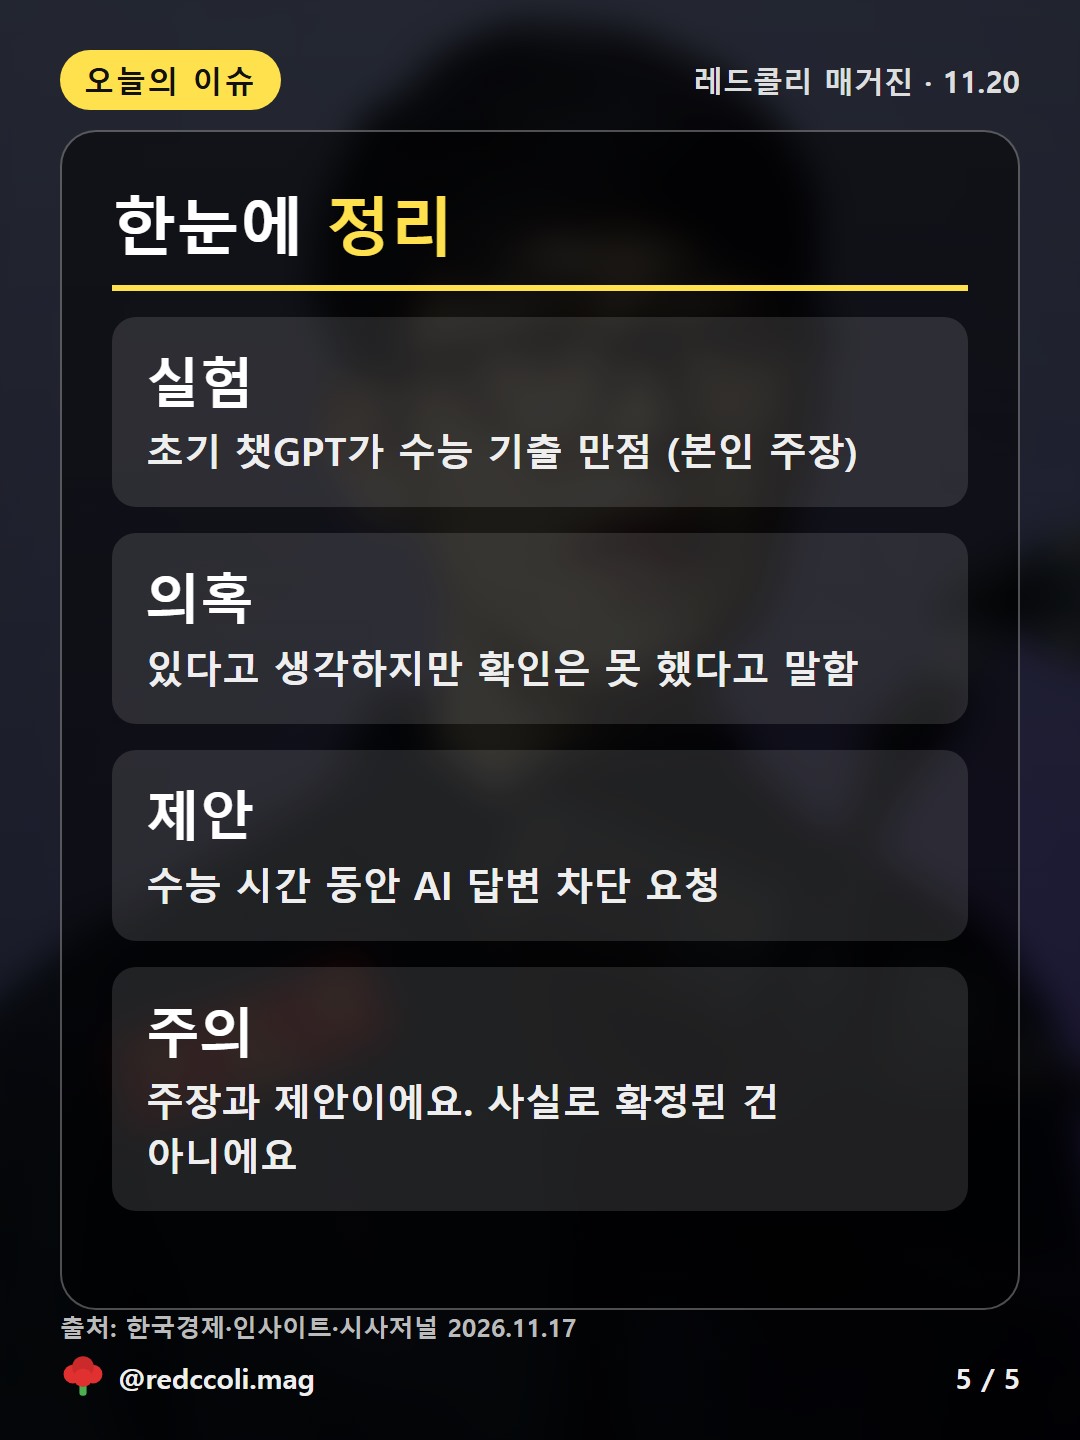 오늘의 이슈
레드콜리 매거진 · 11.20
한눈에 정리
실험
초기 챗GPT가 수능 기출 만점 (본인 주장)
의혹
있다고 생각하지만 확인은 못 했다고 말함
제안
수능 시간 동안 AI 답변 차단 요청
주의
주장과 제안이에요. 사실로 확정된 건
아니에요
출처: 한국경제·인사이트·시사저널 2026.11.17
@redccoli.mag
5 / 5